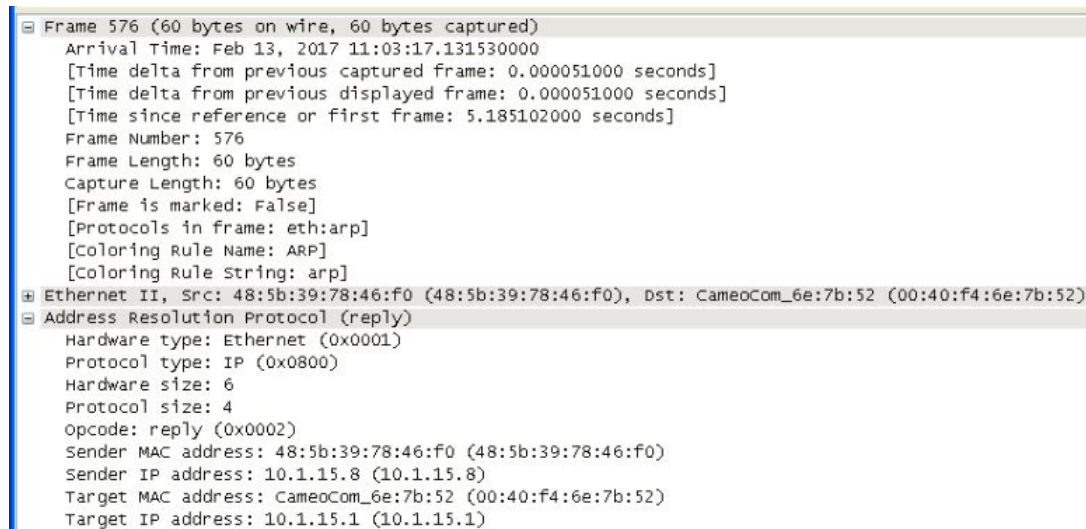 Frame 576 (60 bytes on wire, 60 bytes captured)
Arrival Time: Feb 13, 2017 11:03:17.131530000
[Time delta from previous captured frame: 0.000051000 seconds]
[Time delta from previous displayed frame: 0.000051000 seconds]
[Time since reference or first frame: 5.185102000 seconds]
Frame Number: 576
Frame Length: 60 bytes
Capture Length: 60 bytes
[Frame is marked: False]
[Protocols in frame: eth:arp]
[Coloring Rule Name: ARP]
[Coloring Rule String: arp]
Ethernet II, Src: 48:5b:39:78:46:f0 (48:5b:39:78:46:f0), Dst: CameoCom_6e:7b:52 (00:40:f4:6e:7b:52)
Address Resolution Protocol (reply)
Hardware type: Ethernet (0x0001)
Protocol type: IP (0x0800)
Hardware size: 6
Protocol size: 4
Opcode: reply (0x0002)
Sender MAC address: 48:5b:39:78:46:f0 (48:5b:39:78:46:f0)
Sender IP address: 10.1.15.8 (10.1.15.8)
Target MAC address: CameoCom_6e:7b:52 (00:40:f4:6e:7b:52)
Target IP address: 10.1.15.1 (10.1.15.1)